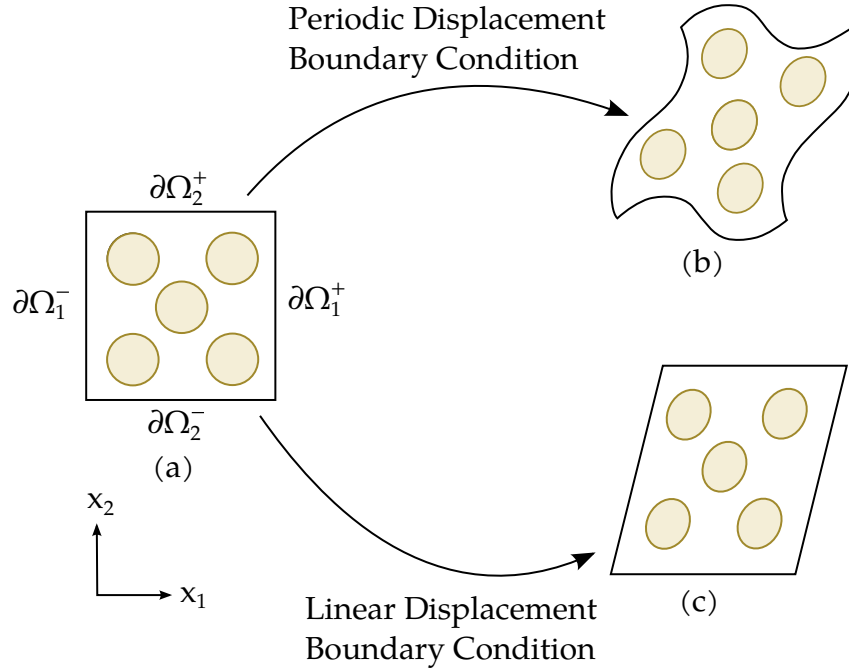 Periodic Displacement
Boundary Condition
∂Ω₂⁺
∂Ω₁⁻
∂Ω₁⁺
∂Ω₂⁻
(a)
(b)
x₂
x₁
(c)
Linear Displacement
Boundary Condition